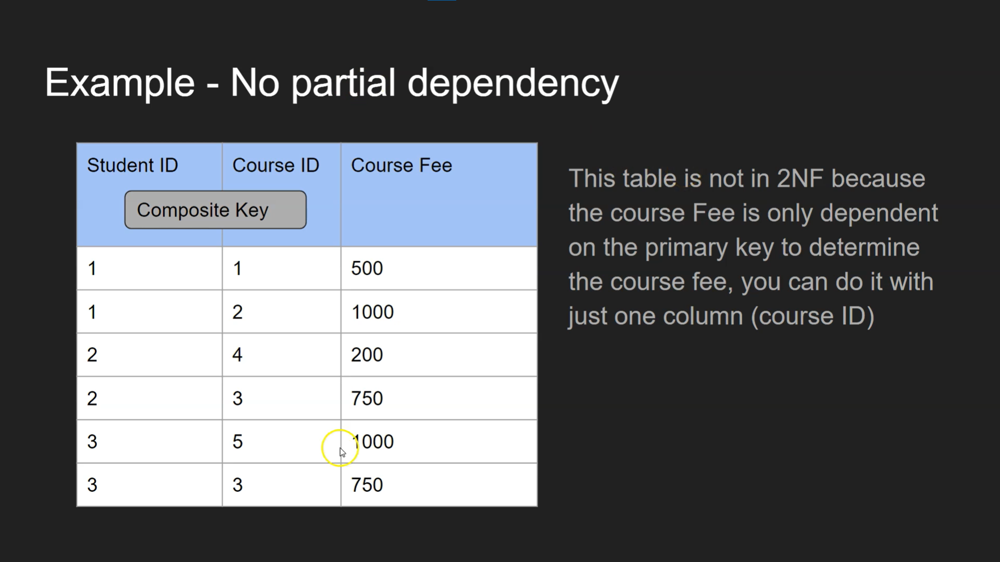 Example - No partial dependency
Student ID Course ID Course Fee
Composite Key
1 1 500
1 2 1000
2 4 200
2 3 750
3 5 1000
3 3 750
This table is not in 2NF because
the course Fee is only dependent
on the primary key to determine
the course fee, you can do it with
just one column (course ID)